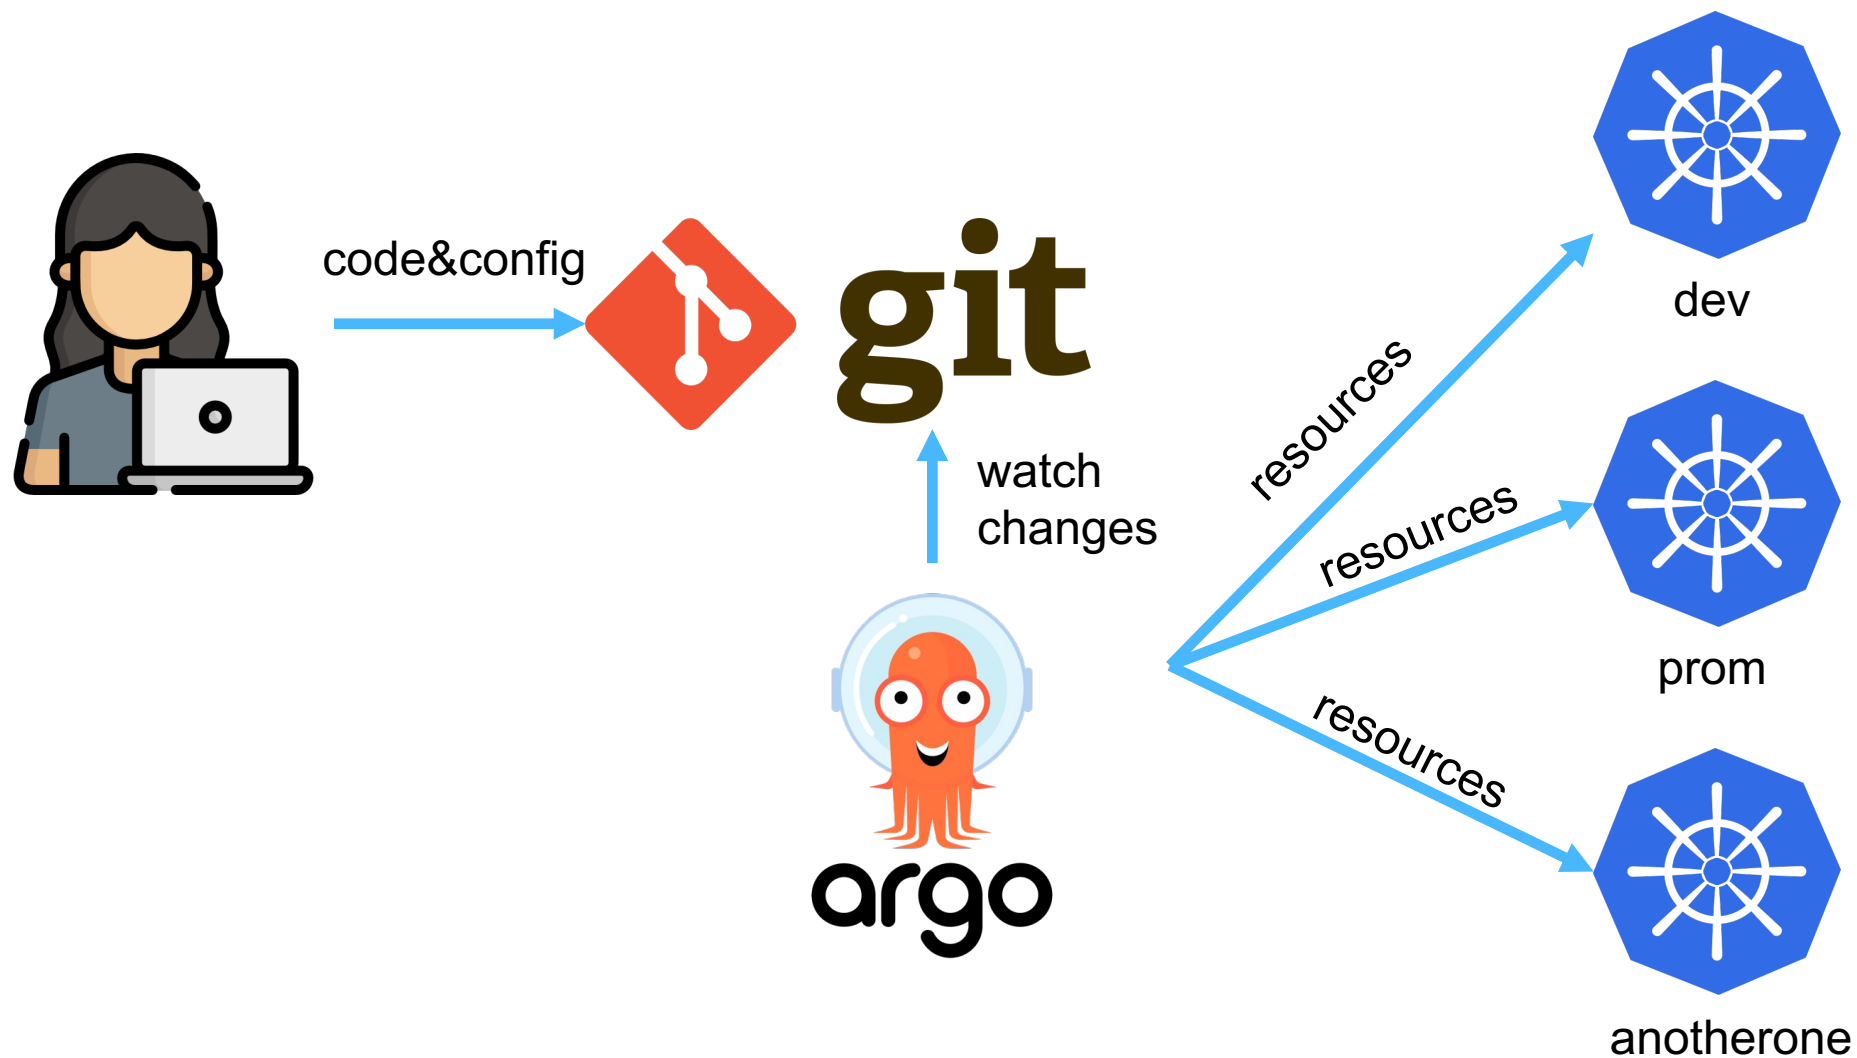 code&config
git
watch
changes
argo
resources
resources
resources
dev
prom
anotherone